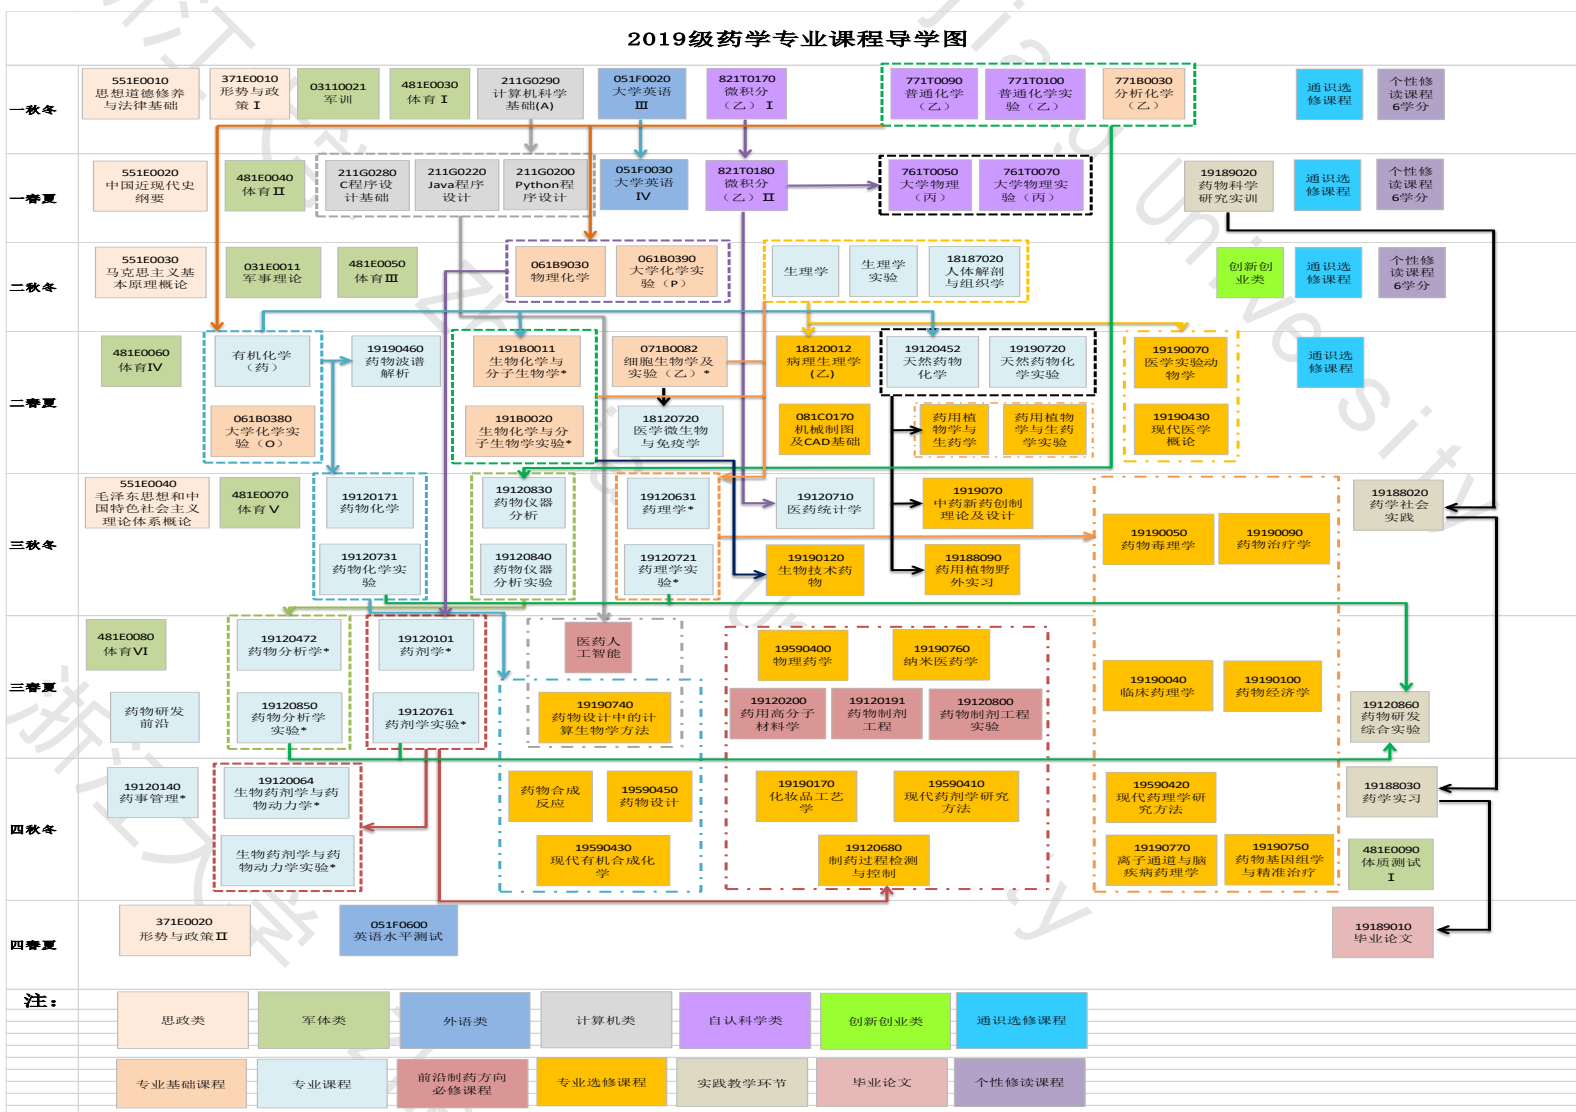 2019级药学专业课程导学图
一秋冬
551E0010
思想道德修养
与法律基础
371E0010
形势与政
策 I
03110021
军训
481E0030
体育 I
211G0290
计算机科学
基础(A)
051F0020
大学英语
III
821T0170
微积分
（乙）I
771T0090
普通化学
(乙)
771T0100
普通化学实
验（乙)
771B0030
分析化学
(乙)
通识选
修课程
个性修
读课程
6学分
一春夏
551E0020
中国近现代史
纲要
481E0040
体育II
211G0280
C程序设
计基础
211G0220
Java程序
设计
211G0200
Python程
序设计
051F0030
大学英语
IV
821T0180
微积分
（乙）II
761T0050
大学物理
（丙）
761T0070
大学物理实
验（丙）
19189020
药物科学
研究实训
通识选
修课程
个性修
读课程
6学分
二秋冬
551E0030
马克思主义基
本原理概论
031E0011
军事理论
481E0050
体育III
061B9030
物理化学
061B0390
大学化学实
验（P）
生理学
生理学
实验
18187020
人体解剖
与组织学
创新创
业类
通识选
修课程
个性修
读课程
6学分
二春夏
481E0060
体育IV
有机化学
（药）
19190460
药物波谱
解析
191B0011
生物化学与
分子生物学*
071B0082
细胞生物学及
实验（乙）*
18120012
病理生理学
(乙)
19120452
天然药物
化学
19190720
天然药物化
学实验
19190070
医学实验动
物学
通识选
修课程
061B0380
大学化学实
验（O）
191B0020
生物化学与分
子生物学实验*
18120720
医学微生物
与免疫学
081C0170
机械制图
及CAD基础
药用植
物学与
生药学
药用植物
学与生药
学实验
19190430
现代医学
概论
三秋冬
551E0040
毛泽东思想和中
国特色社会主义
理论体系概论
481E0070
体育 V
19120171
药物化学
19120830
药物仪器
分析
19120631
药理学*
19120710
医药统计学
1919070
中药新药创制
理论及设计
19190050
药物毒理学
19190090
药物治疗学
19188020
药学社会
实践
19120731
药物化学实
验
19120840
药物仪器
分析实验
19120721
药理学实
验*
19190120
生物技术药
物
19188090
药用植物野
外实习
三春夏
481E0080
体育VI
19120472
药物分析学*
19120101
药剂学*
医药人
工智能
19590400
物理药学
19190760
纳米医药学
19190040
临床药理学
19190100
药物经济学
药物研发
前沿
19120850
药物分析学
实验*
19120761
药剂学实验*
19190740
药物设计中的计
算生物学方法
19120200
药用高分子
材料学
19120191
药物制剂
工程
19120800
药物制剂工程
实验
19120860
药物研发
综合实验
四秋冬
19120140
药事管理*
19120064
生物药剂学与药
物动力学*
药物合成
反应
19590450
药物设计
19190170
化妆品工艺
学
19590410
现代药剂学研究
方法
19590420
现代药理学研
究方法
19188030
药学实习
生物药剂学与药
物动力学实验*
19590430
现代有机合成化
学
19120680
制药过程检测
与控制
19190770
离子通道与脑
疾病药理学
19190750
药物基因组学
与精准治疗
481E0090
体质测试
I
四春夏
371E0020
形势与政策II
051F0600
英语水平测试
19189010
毕业论文
注：
思政类
军体类
外语类
计算机类
自认科学类
创新创业类
通识选修课程
专业基础课程
专业课程
前沿制药方向
必修课程
专业选修课程
实践教学环节
毕业论文
个性修读课程